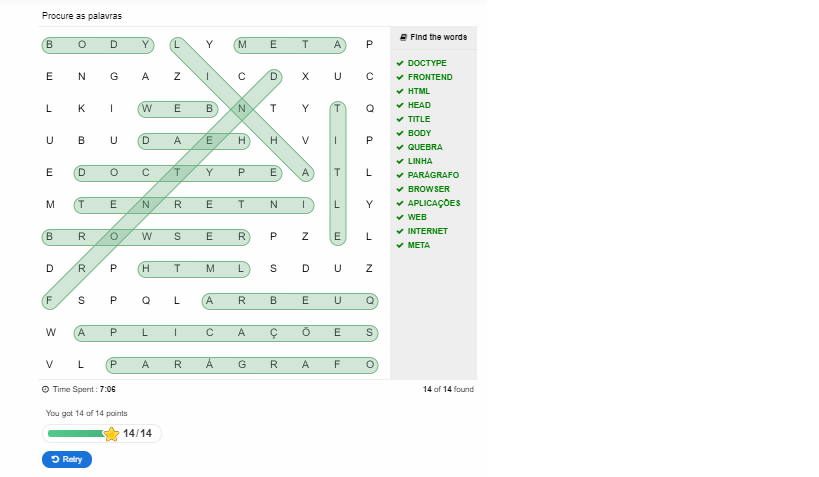 Procure as palavras
B O D Y L Y M E T A P
E N G A Z I C D X U C
L K I W E B N T Y T Q
U B U D A E H H V I P
E D O C T Y P E A T L
M T E N R E T N I L Y
B R O W S E R P Z E L
D R P H T M L S D U Z
F S P Q L A R B E U Q
W A P L I C A Ç Õ E S
V L P A R Á G R A F O
Find the words
DOCTYPE
FRONTEND
HTML
HEAD
TITLE
BODY
QUEBRA
LINHA
PARÁGRAFO
BROWSER
APLICAÇÕES
WEB
INTERNET
META
Time Spent : 7:06
14 of 14 found
You got 14 of 14 points
14/14
Retry